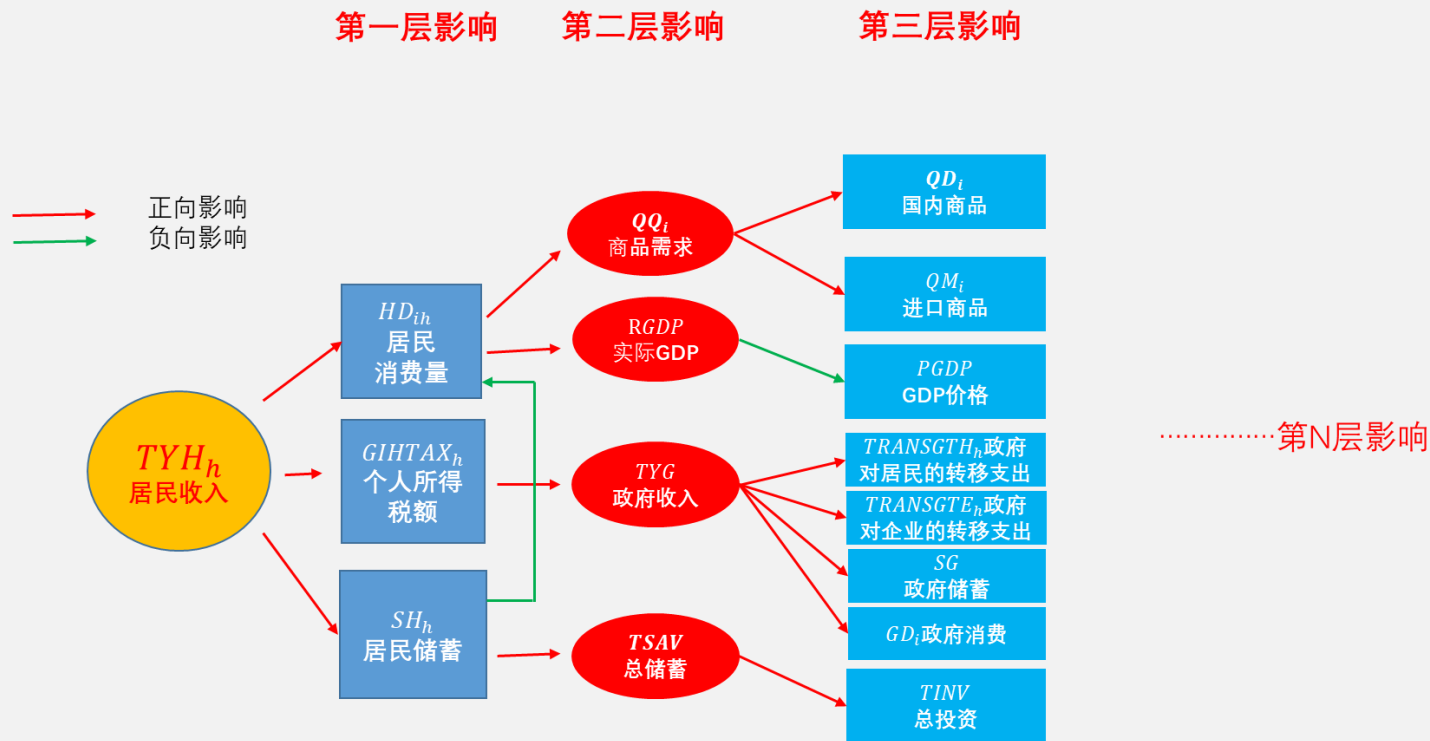 第一层影响
第二层影响
第三层影响
正向影响
负向影响
TYH_h
居民收入
HD_ih
居民
消费量
GIHTAX_h
个人所得
税额
SH_h
居民储蓄
QQ_i
商品需求
RGDP
实际GDP
TYG
政府收入
TSAV
总储蓄
QD_i
国内商品
QM_i
进口商品
PGDP
GDP价格
TRANSGTH_h政府
对居民的转移支出
TRANSGTE_h政府
对企业的转移支出
SG
政府储蓄
GD_i政府消费
TINV
总投资
……………第N层影响